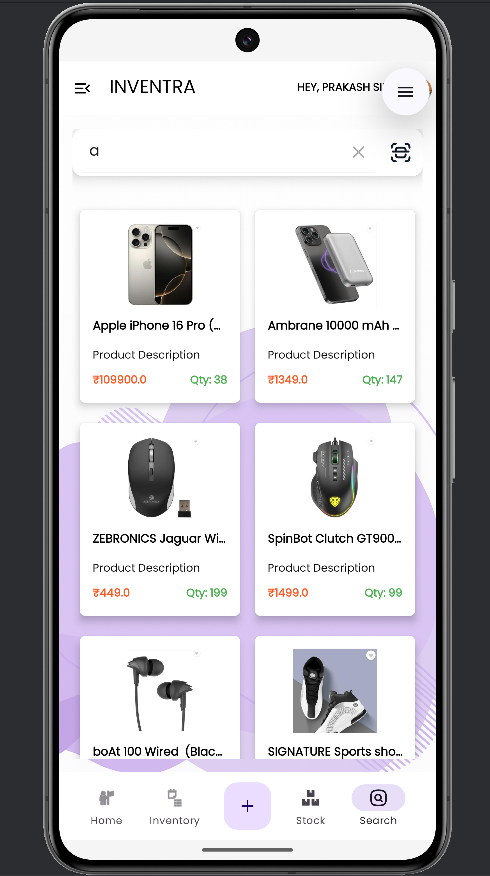 INVENTRA
HEY, PRAKASH
a
Apple iPhone 16 Pro (...
Product Description
₹109900.0 Qty: 38
Ambrane 10000 mAh ...
Product Description
₹1349.0 Qty: 147
ZEBRONICS Jaguar Wi...
Product Description
₹449.0 Qty: 199
SpinBot Clutch GT900...
Product Description
₹1499.0 Qty: 99
boAt 100 Wired (Blac...
SIGNATURE Sports sho...
Home
Inventory
+
Stock
Search